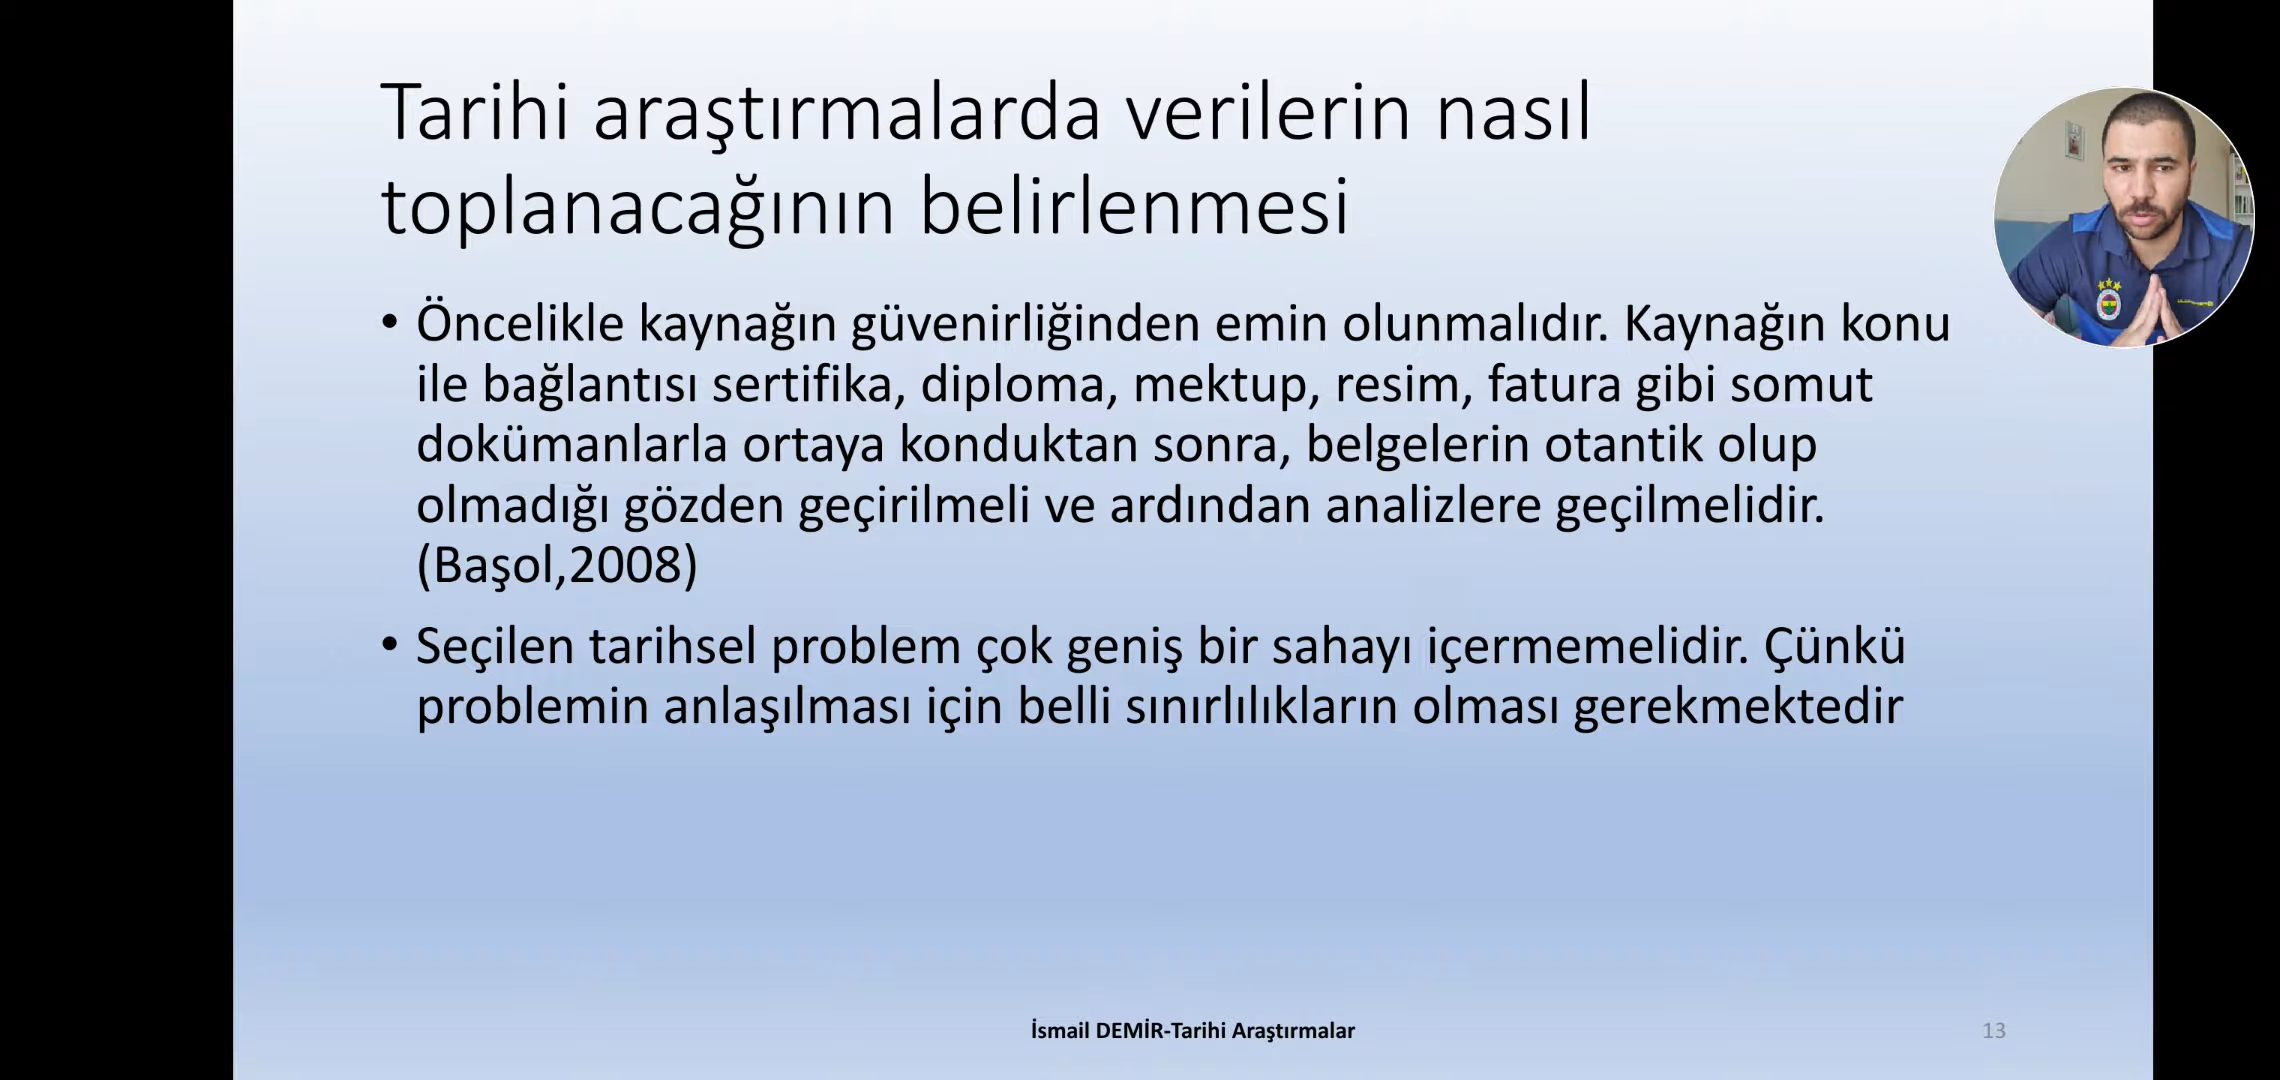 Tarihi araştırmalarda verilerin nasıl
toplanacağının belirlenmesi
• Öncelikle kaynağın güvenirliğinden emin olunmalıdır. Kaynağın konu
ile bağlantısı sertifika, diploma, mektup, resim, fatura gibi somut
dokümanlarla ortaya konduktan sonra, belgelerin otantik olup
olmadığı gözden geçirilmeli ve ardından analizlere geçilmelidir.
(Başol,2008)
• Seçilen tarihsel problem çok geniş bir sahayı içermemelidir. Çünkü
problemin anlaşılması için belli sınırlılıkların olması gerekmektedir
İsmail DEMİR-Tarihi Araştırmalar
13